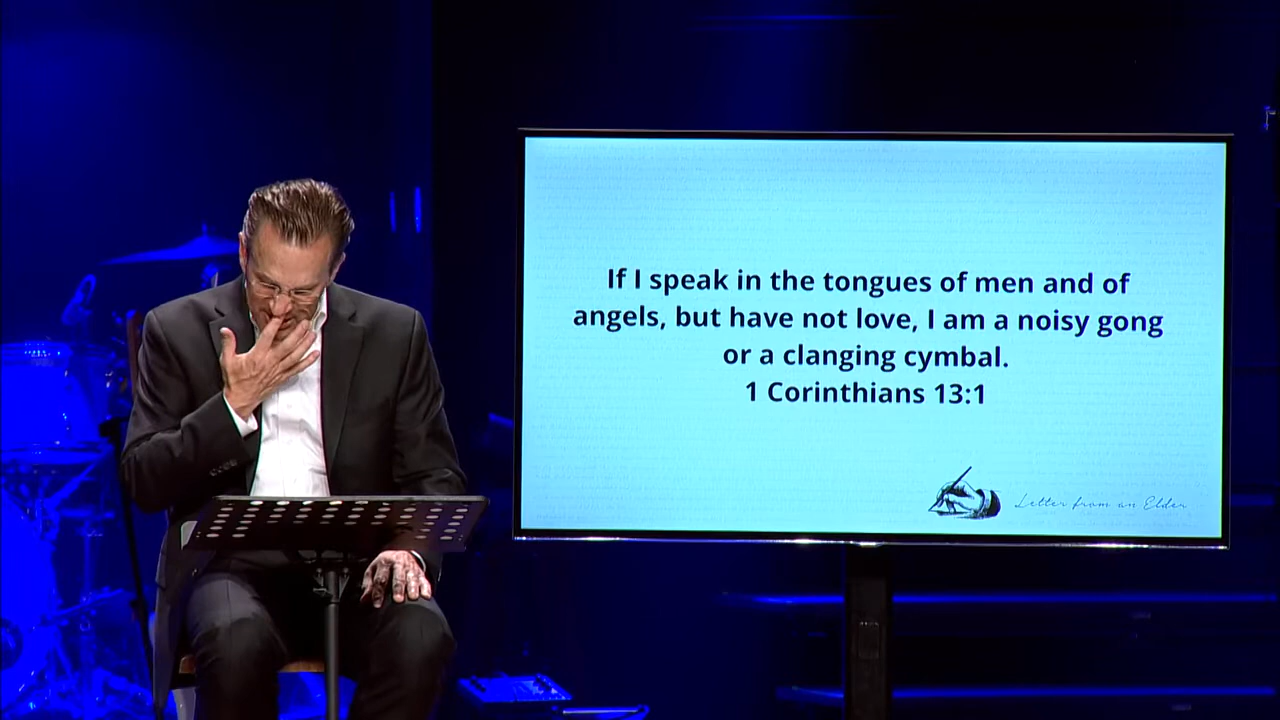 If I speak in the tongues of men and of
angels, but have not love, I am a noisy gong
or a clanging cymbal.
1 Corinthians 13:1
Letter from an Elder